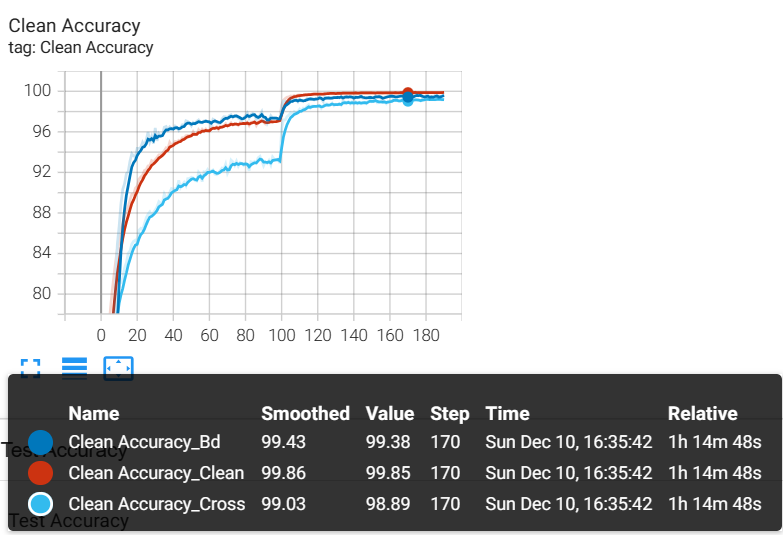 Clean Accuracy
tag: Clean Accuracy
100
96
92
88
84
80
0 20 40 60 80 100 120 140 160 180
Name Smoothed Value Step Time Relative
Clean Accuracy_Bd 99.43 99.38 170 Sun Dec 10, 16:35:42 1h 14m 48s
Test Accuracy
Clean Accuracy_Clean 99.86 99.85 170 Sun Dec 10, 16:35:42 1h 14m 48s
Clean Accuracy_Cross 99.03 98.89 170 Sun Dec 10, 16:35:42 1h 14m 48s
Test Accuracy